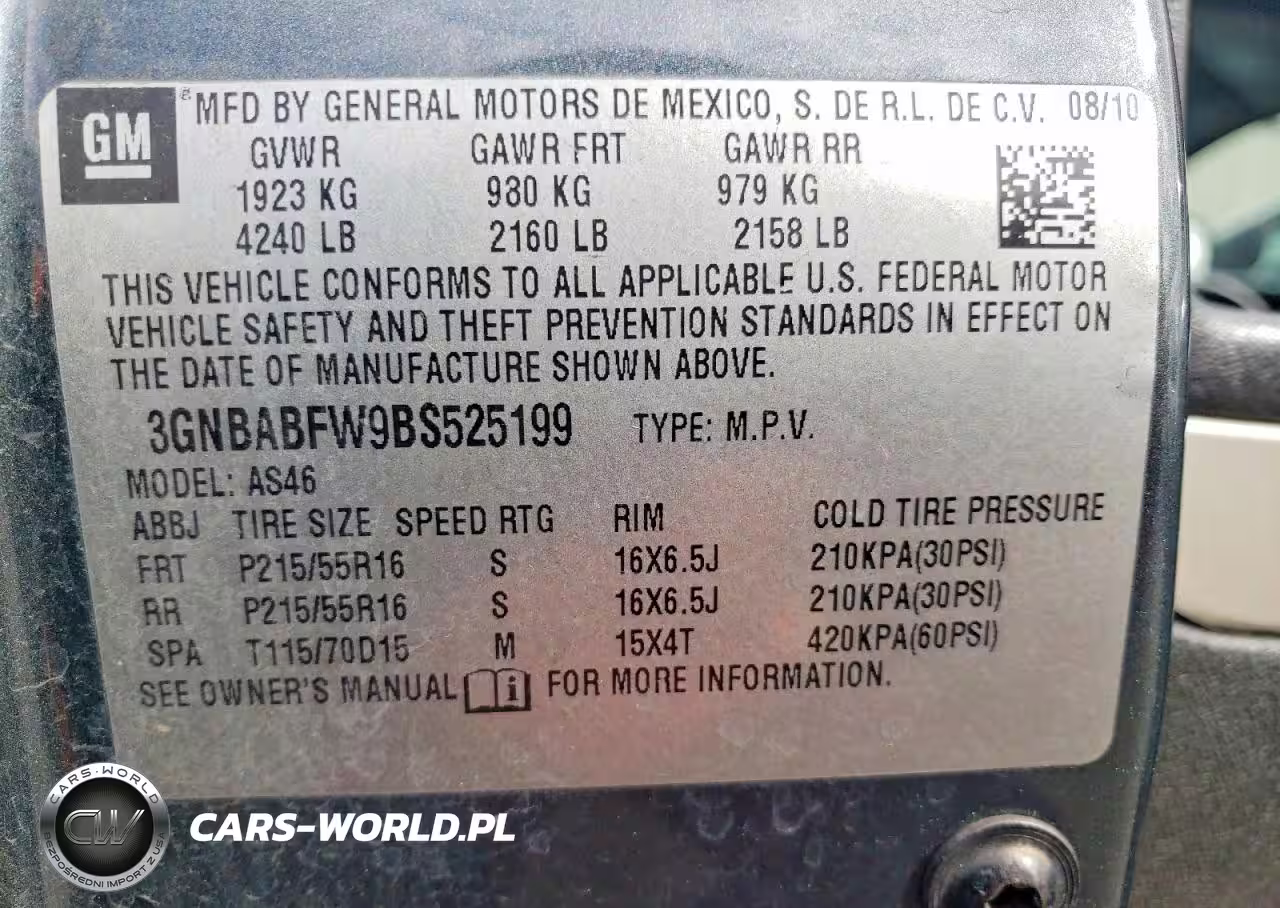 GM
® MFD BY GENERAL MOTORS DE MEXICO, S. DE R.L. DE C.V. 08/10
GVWR GAWR FRT GAWR RR
1923 KG 980 KG 979 KG
4240 LB 2160 LB 2158 LB
THIS VEHICLE CONFORMS TO ALL APPLICABLE U.S. FEDERAL MOTOR
VEHICLE SAFETY AND THEFT PREVENTION STANDARDS IN EFFECT ON
THE DATE OF MANUFACTURE SHOWN ABOVE.
3GNBABFW9BS525199 TYPE: M.P.V.
MODEL: AS46
ABBJ TIRE SIZE SPEED RTG RIM COLD TIRE PRESSURE
FRT P215/55R16 S 16X6.5J 210KPA(30PSI)
RR P215/55R16 S 16X6.5J 210KPA(30PSI)
SPA T115/70D15 M 15X4T 420KPA(60PSI)
SEE OWNER'S MANUAL i FOR MORE INFORMATION.
CARS-WORLD
CW
BEZPOŚREDNI IMPORT Z USA
CARS-WORLD.PL